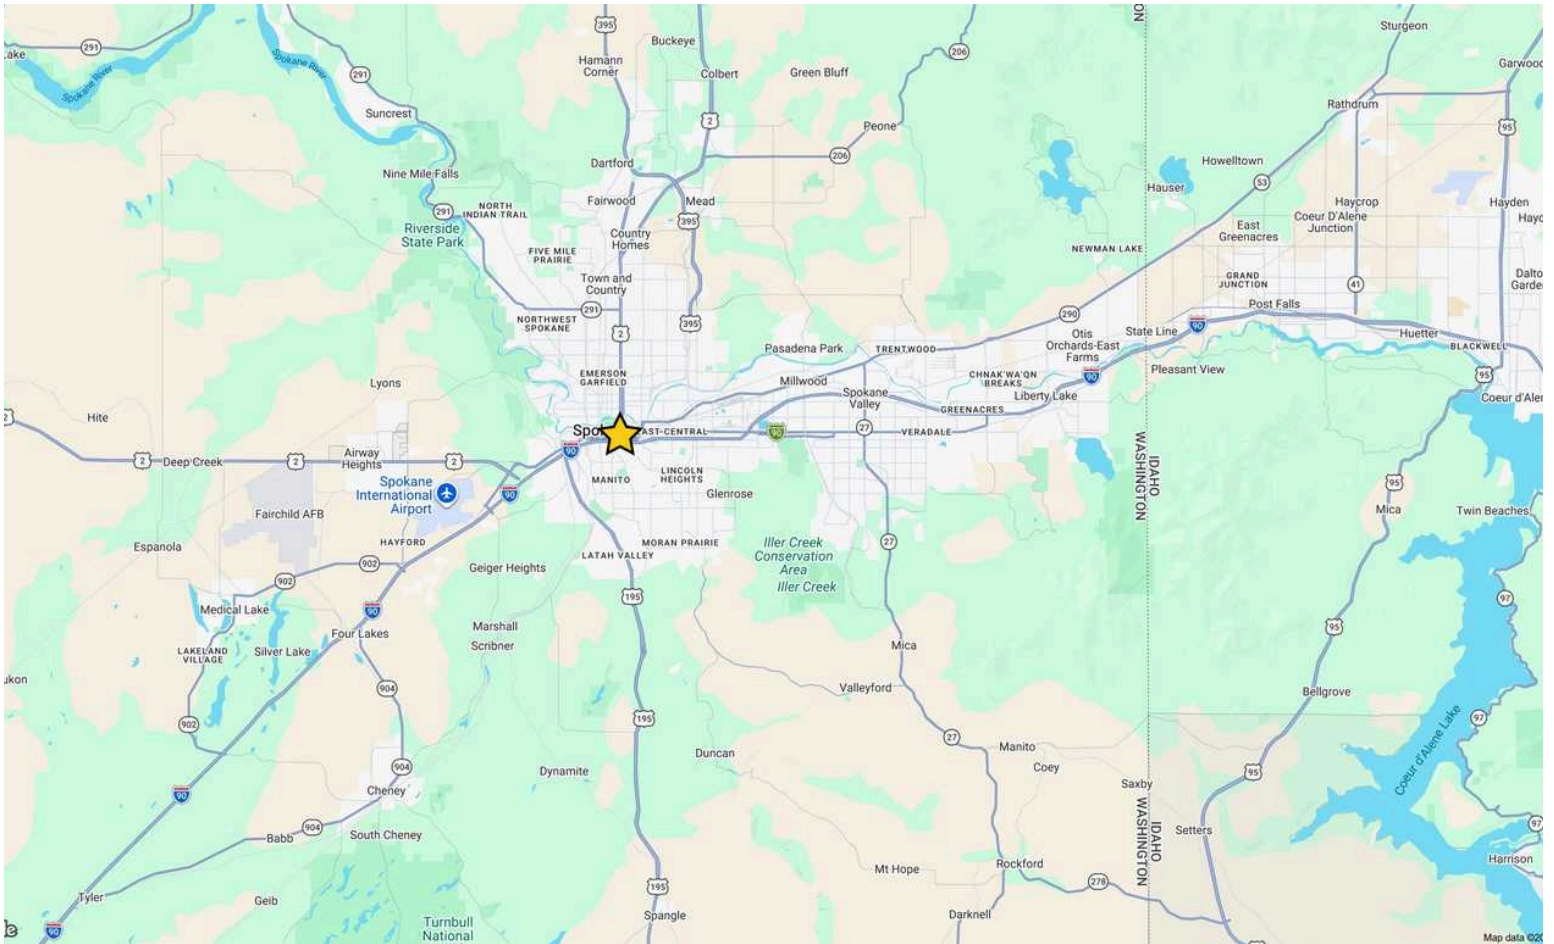 395
Buckeye
WASHINGTON
Sturgeon
291
Lake
Hamann
Corner
Colbert
Green Bluff
206
Garwood
Spokane River
Spokane River
291
Suncrest
2
Peone
Rathdrum
95
Nine Mile Falls
Dartford
206
Howelltown
Hauser
53
291
NORTH
INDIAN TRAIL
Fairwood
Mead
395
Haycrop
Hayden
Riverside
State Park
Country
Homes
Coeur D'Alene
Junction
East
Greenacres
FIVE MILE
PRAIRIE
NEWMAN LAKE
Town and
Country
GRAND
JUNCTION
41
291
NORTHWEST
SPOKANE
2
395
290
Post Falls
90
State Line
Huetter
Otis
Orchards-East
Farms
Pasadena Park
TRENTWOOD
BLACKWELL
Lyons
EMERSON
GARFIELD
Millwood
CHNAK'WA'QN
BREAKS
90
Pleasant View
95
Spokane
Valley
Liberty Lake
GREENACRES
2
Hite
90
90
27
VERADALE
2
Deep Creek
2
Airway
Heights
2
LINCOLN
HEIGHTS
MANITO
Glenrose
IDAHO
WASHINGTON
95
Mica
Twin Beaches
Spokane
International
Airport
90
Fairchild AFB
HAYFORD
Espanola
MORAN PRAIRIE
LATAH VALLEY
Iller Creek
Conservation
Area
Iller Creek
27
902
902
Geiger Heights
195
97
Medical Lake
90
Four Lakes
Marshall
Scribner
95
LAKELAND
VILLAGE
Silver Lake
Mica
904
Valleyford
Bellgrove
902
195
97
27
Manito
Coey
Duncan
904
Dynamite
95
Coeur d'Alene Lake
Cheney
90
Saxby
904
Babb
South Cheney
IDAHO
WASHINGTON
Setters
97
Mt Hope
Rockford
Harrison
278
Tyler
Geib
195
Spangle
Darknell
90
Turnbull
National
95
Map data ©20